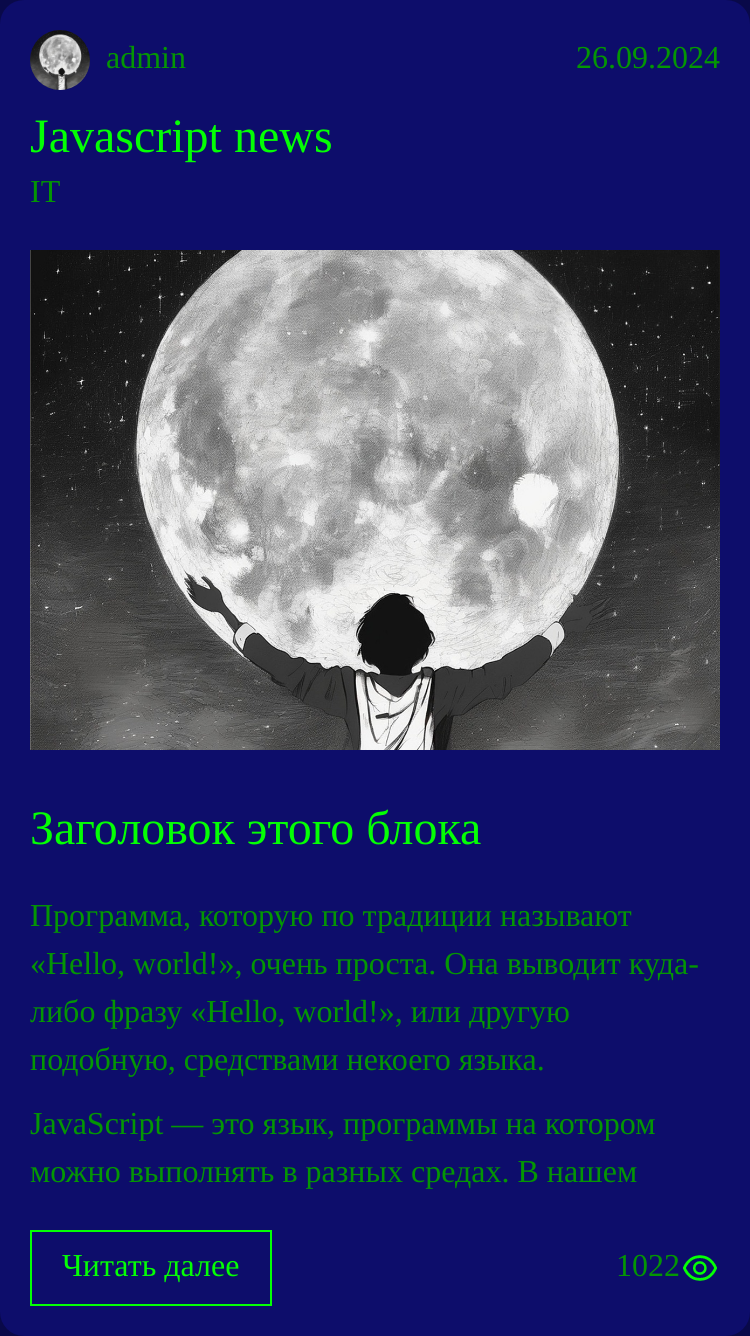 admin
26.09.2024
Javascript news
IT
Заголовок этого блока
Программа, которую по традиции называют
«Hello, world!», очень проста. Она выводит куда-
либо фразу «Hello, world!», или другую
подобную, средствами некоего языка.
JavaScript — это язык, программы на котором
можно выполнять в разных средах. В нашем
Читать далее
1022